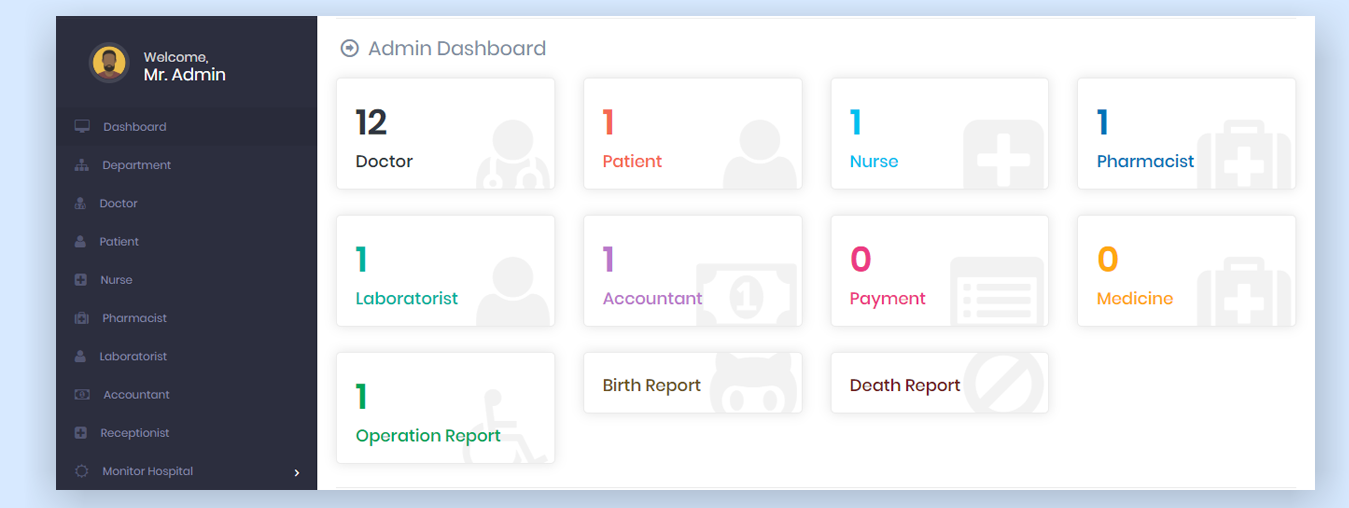 Welcome,
Mr. Admin
Dashboard
Department
Doctor
Patient
Nurse
Pharmacist
Laboratorist
Accountant
Receptionist
Monitor Hospital
Admin Dashboard
12
Doctor
1
Patient
1
Nurse
1
Pharmacist
1
Laboratorist
1
Accountant
0
Payment
0
Medicine
1
Operation Report
Birth Report
Death Report